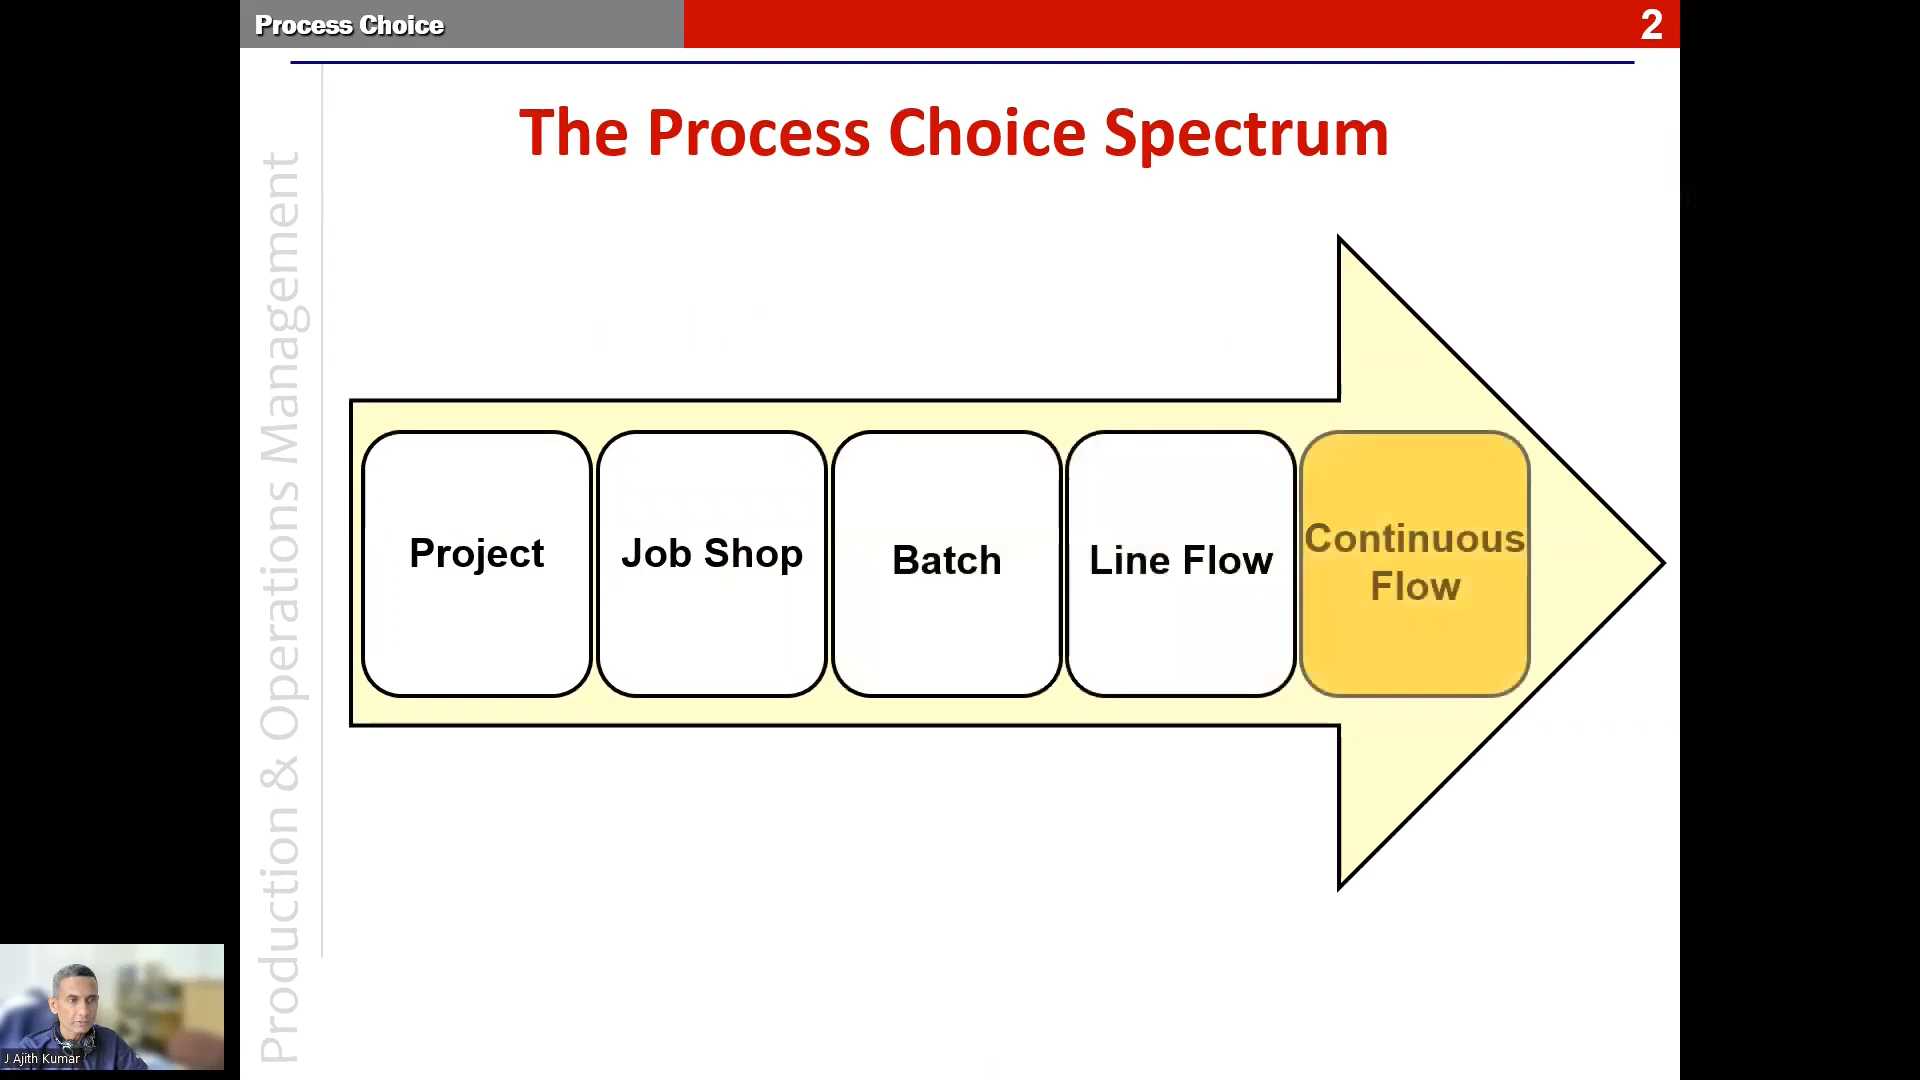 Process Choice
2
The Process Choice Spectrum
Production & Operations Management
Project
Job Shop
Batch
Line Flow
Continuous
Flow
J Ajith Kumar